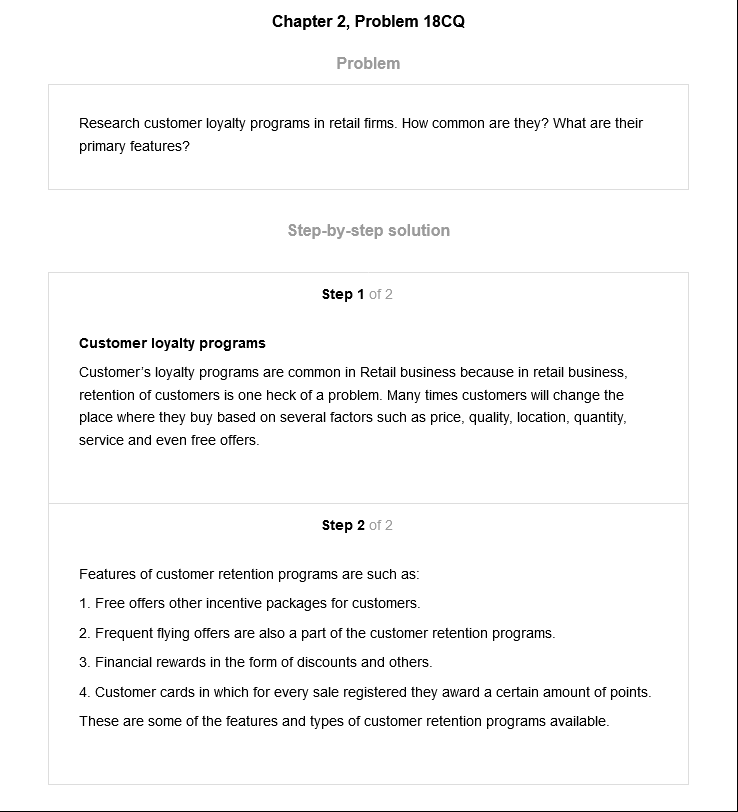 Chapter 2, Problem 18CQ
Problem
Research customer loyalty programs in retail firms. How common are they? What are their
primary features?
Step-by-step solution
Step 1 of 2
Customer loyalty programs
Customer’s loyalty programs are common in Retail business because in retail business,
retention of customers is one heck of a problem. Many times customers will change the
place where they buy based on several factors such as price, quality, location, quantity,
service and even free offers.
Step 2 of 2
Features of customer retention programs are such as:
1. Free offers other incentive packages for customers.
2. Frequent flying offers are also a part of the customer retention programs.
3. Financial rewards in the form of discounts and others.
4. Customer cards in which for every sale registered they award a certain amount of points.
These are some of the features and types of customer retention programs available.